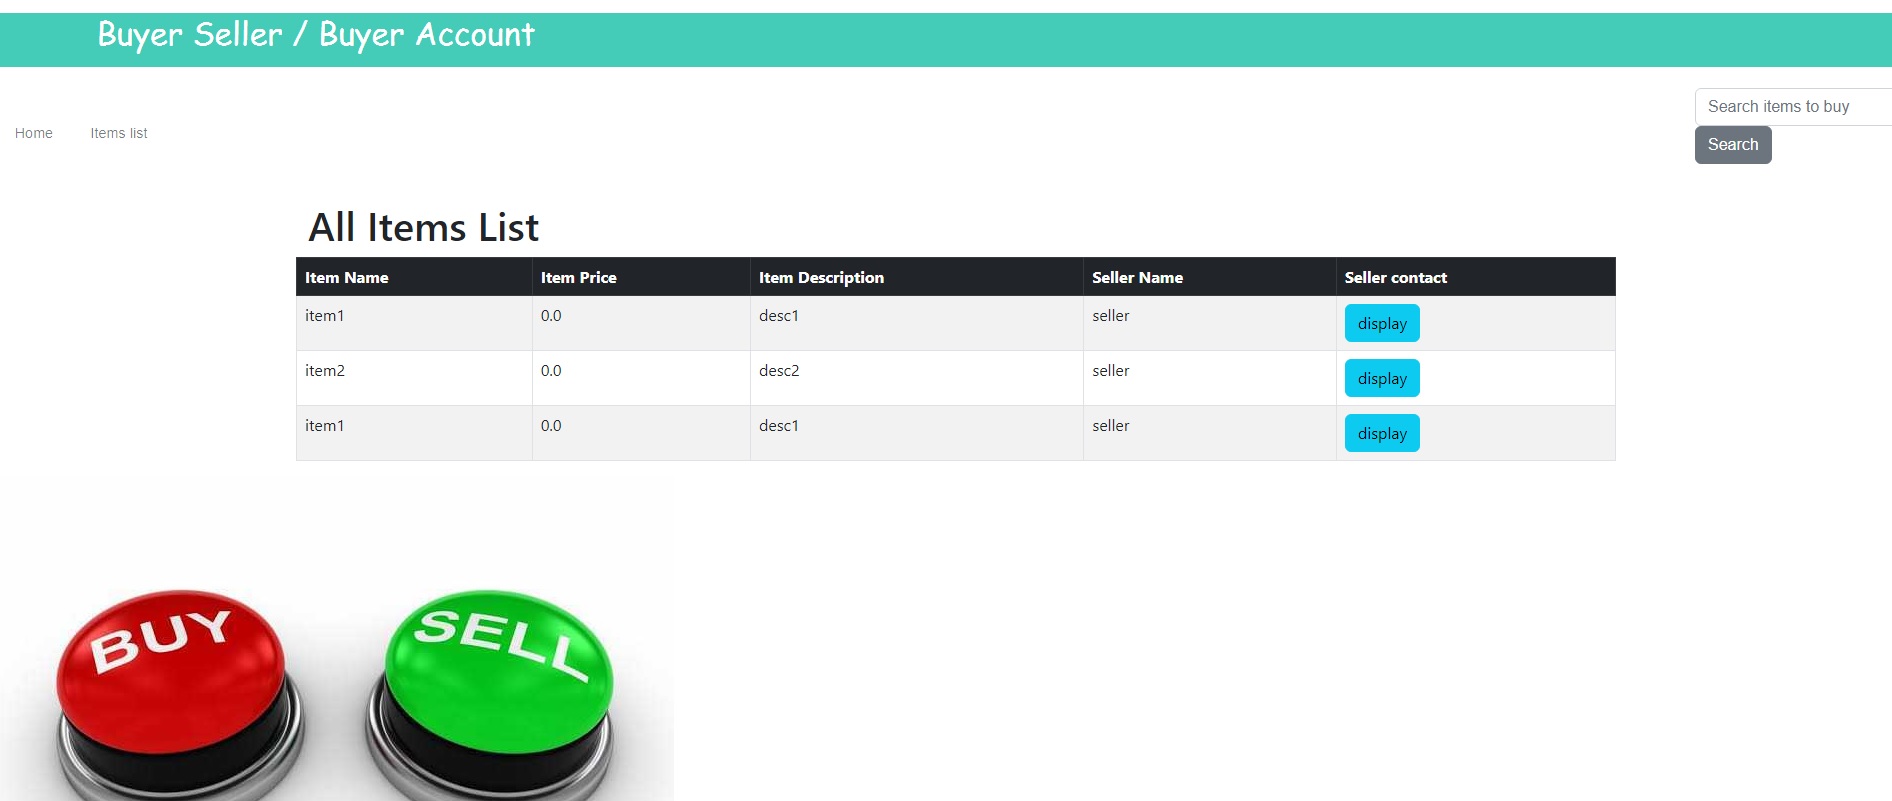 Buyer Seller / Buyer Account
Search items to buy
Home Items list
Search
All Items List
Item Name Item Price Item Description Seller Name Seller contact
item1 0.0 desc1 seller display
item2 0.0 desc2 seller display
item1 0.0 desc1 seller display
BUY SELL